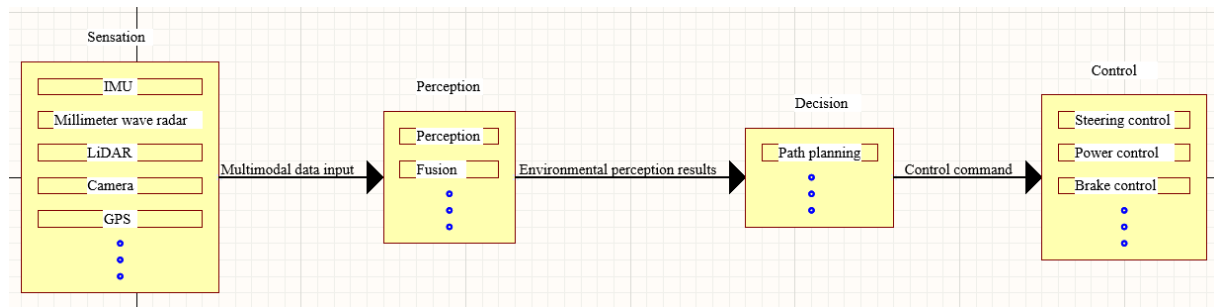 Sensation
IMU
Millimeter wave radar
LiDAR
Camera
GPS
Multimodal data input
Perception
Perception
Fusion
Environmental perception results
Decision
Path planning
Control command
Control
Steering control
Power control
Brake control